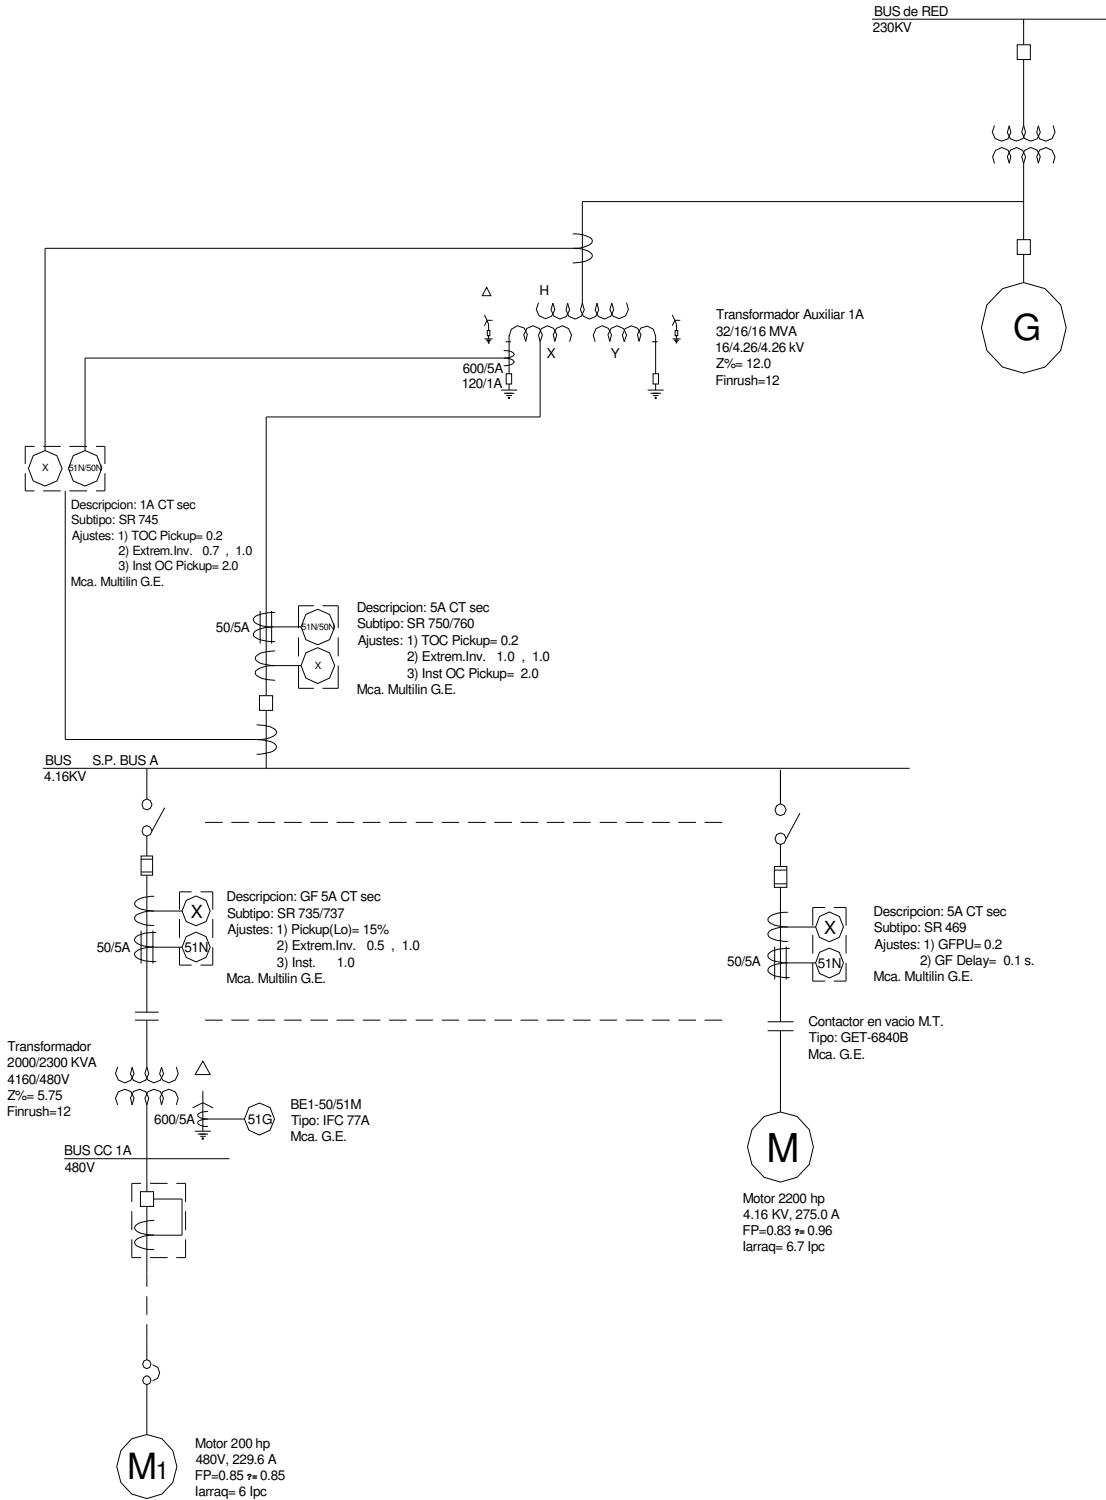 BUS de RED
230KV
G
H
X
Y
Transformador Auxiliar 1A
32/16/16 MVA
16/4.26/4.26 kV
Z%= 12.0
Finrush=12
600/5A
120/1A
X
51N/50N
Descripcion: 1A CT sec
Subtipo: SR 745
Ajustes: 1) TOC Pickup= 0.2
2) Extrem.Inv. 0.7 , 1.0
3) Inst OC Pickup= 2.0
Mca. Multilin G.E.
50/5A
51N/50N
X
Descripcion: 5A CT sec
Subtipo: SR 750/760
Ajustes: 1) TOC Pickup= 0.2
2) Extrem.Inv. 1.0 , 1.0
3) Inst OC Pickup= 2.0
Mca. Multilin G.E.
BUS S.P. BUS A
4.16KV
X
50/5A
51N
Descripcion: GF 5A CT sec
Subtipo: SR 735/737
Ajustes: 1) Pickup(Lo)= 15%
2) Extrem.Inv. 0.5 , 1.0
3) Inst. 1.0
Mca. Multilin G.E.
X
50/5A
51N
Descripcion: 5A CT sec
Subtipo: SR 469
Ajustes: 1) GFPU= 0.2
2) GF Delay= 0.1 s.
Mca. Multilin G.E.
Contactor en vacio M.T.
Tipo: GET-6840B
Mca. G.E.
Transformador
2000/2300 KVA
4160/480V
Z%= 5.75
Finrush=12
600/5A
51G
BE1-50/51M
Tipo: IFC 77A
Mca. G.E.
BUS CC 1A
480V
M
Motor 2200 hp
4.16 KV, 275.0 A
FP=0.83 ?= 0.96
Iarraq= 6.7 Ipc
M1
Motor 200 hp
480V, 229.6 A
FP=0.85 ?= 0.85
Iarraq= 6 Ipc